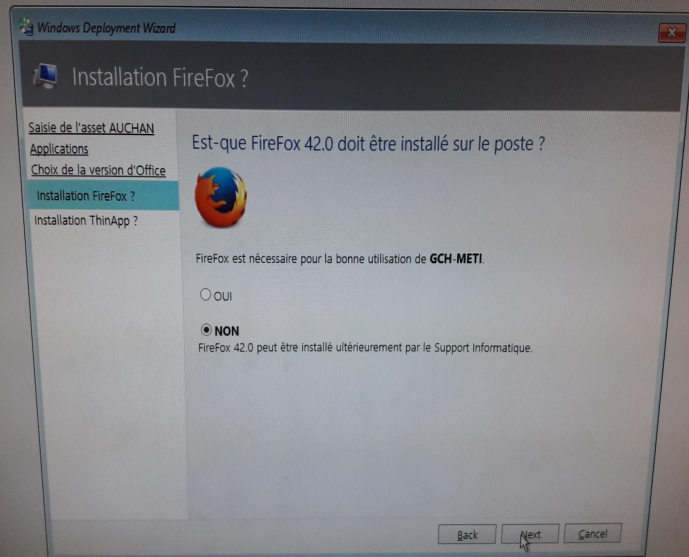 Windows Deployment Wizard
Installation FireFox ?
Saisie de l'asset AUCHAN
Applications
Choix de la version d'Office
Installation FireFox ?
Installation ThinApp ?
Est-que FireFox 42.0 doit être installé sur le poste ?
FireFox est nécessaire pour la bonne utilisation de GCH-METI.
OUI
NON
FireFox 42.0 peut être installé ultérieurement par le Support Informatique.
Back
Next
Cancel